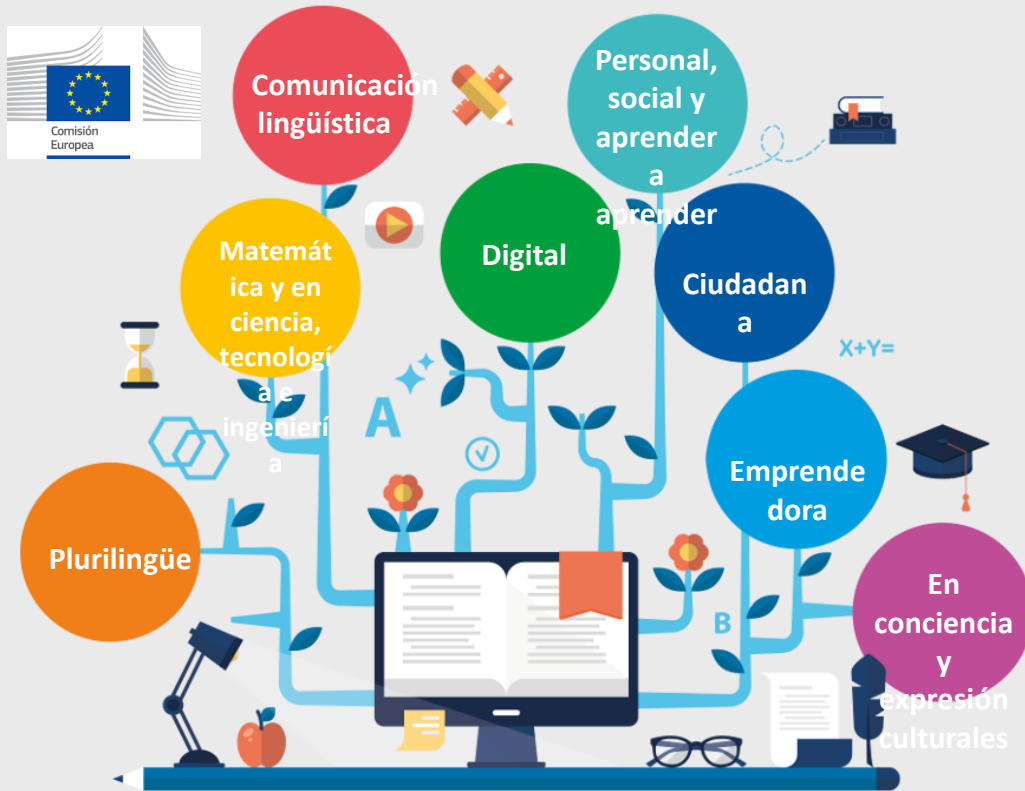 Comisión
Europea
Comunicación
lingüística
Personal,
social y
aprender
a
aprender
Matemát
ica y en
ciencia,
tecnologí
a e
ingenierí
a
Digital
Ciudadan
a
X+Y=
A
Emprende
dora
Plurilingüe
En
conciencia
y
expresión
culturales
B